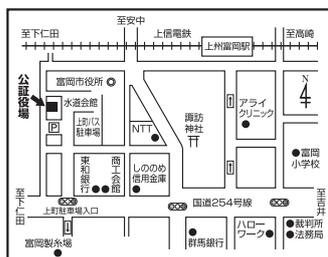 至安中
至下仁田
上信電鉄
至高崎
上州富岡駅
富岡市役所
公証役場
水道会館
上町バス
駐車場
P
NTT
諏訪
神社
アライ
クリニック
N
4
富岡
小学校
東和銀行
商工会館
しののめ
信用金庫
至下仁田
上町駐車場入口
国道254号線
至吉井
富岡製糸場
群馬銀行
ハロー
ワーク
裁判所
法務局